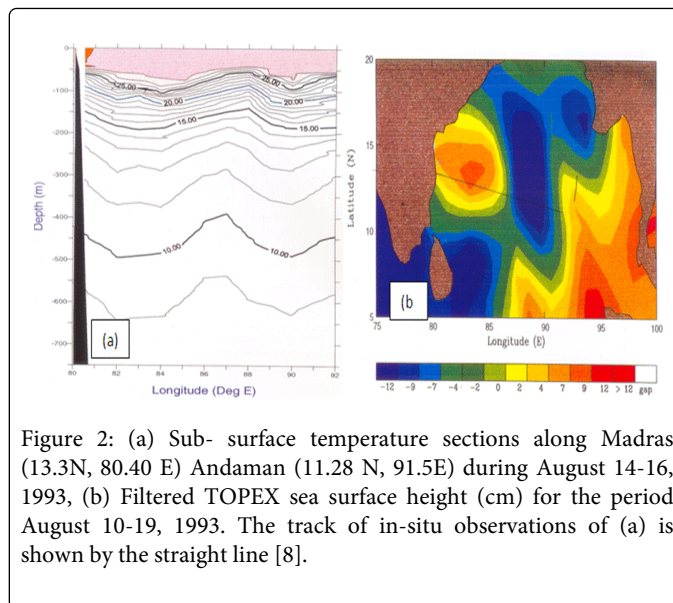 0
-100
-200
-300
-400
-500
-600
-700
Depth (m)
25.00
25.00
20.00
20.00
15.00
15.00
10.00
10.00
(a)
80 82 84 86 88 90 92
Longitude (Deg E)
20
15
10
5
Latitude (N)
(b)
75 80 85 90 95 100
Longitude (E)
-12 -9 -7 -4 -2 0 2 4 7 9 12 > 12 gap
Figure 2: (a) Sub- surface temperature sections along Madras
(13.3N, 80.40 E) Andaman (11.28 N, 91.5E) during August 14-16,
1993, (b) Filtered TOPEX sea surface height (cm) for the period
August 10-19, 1993. The track of in-situ observations of (a) is
shown by the straight line [8].